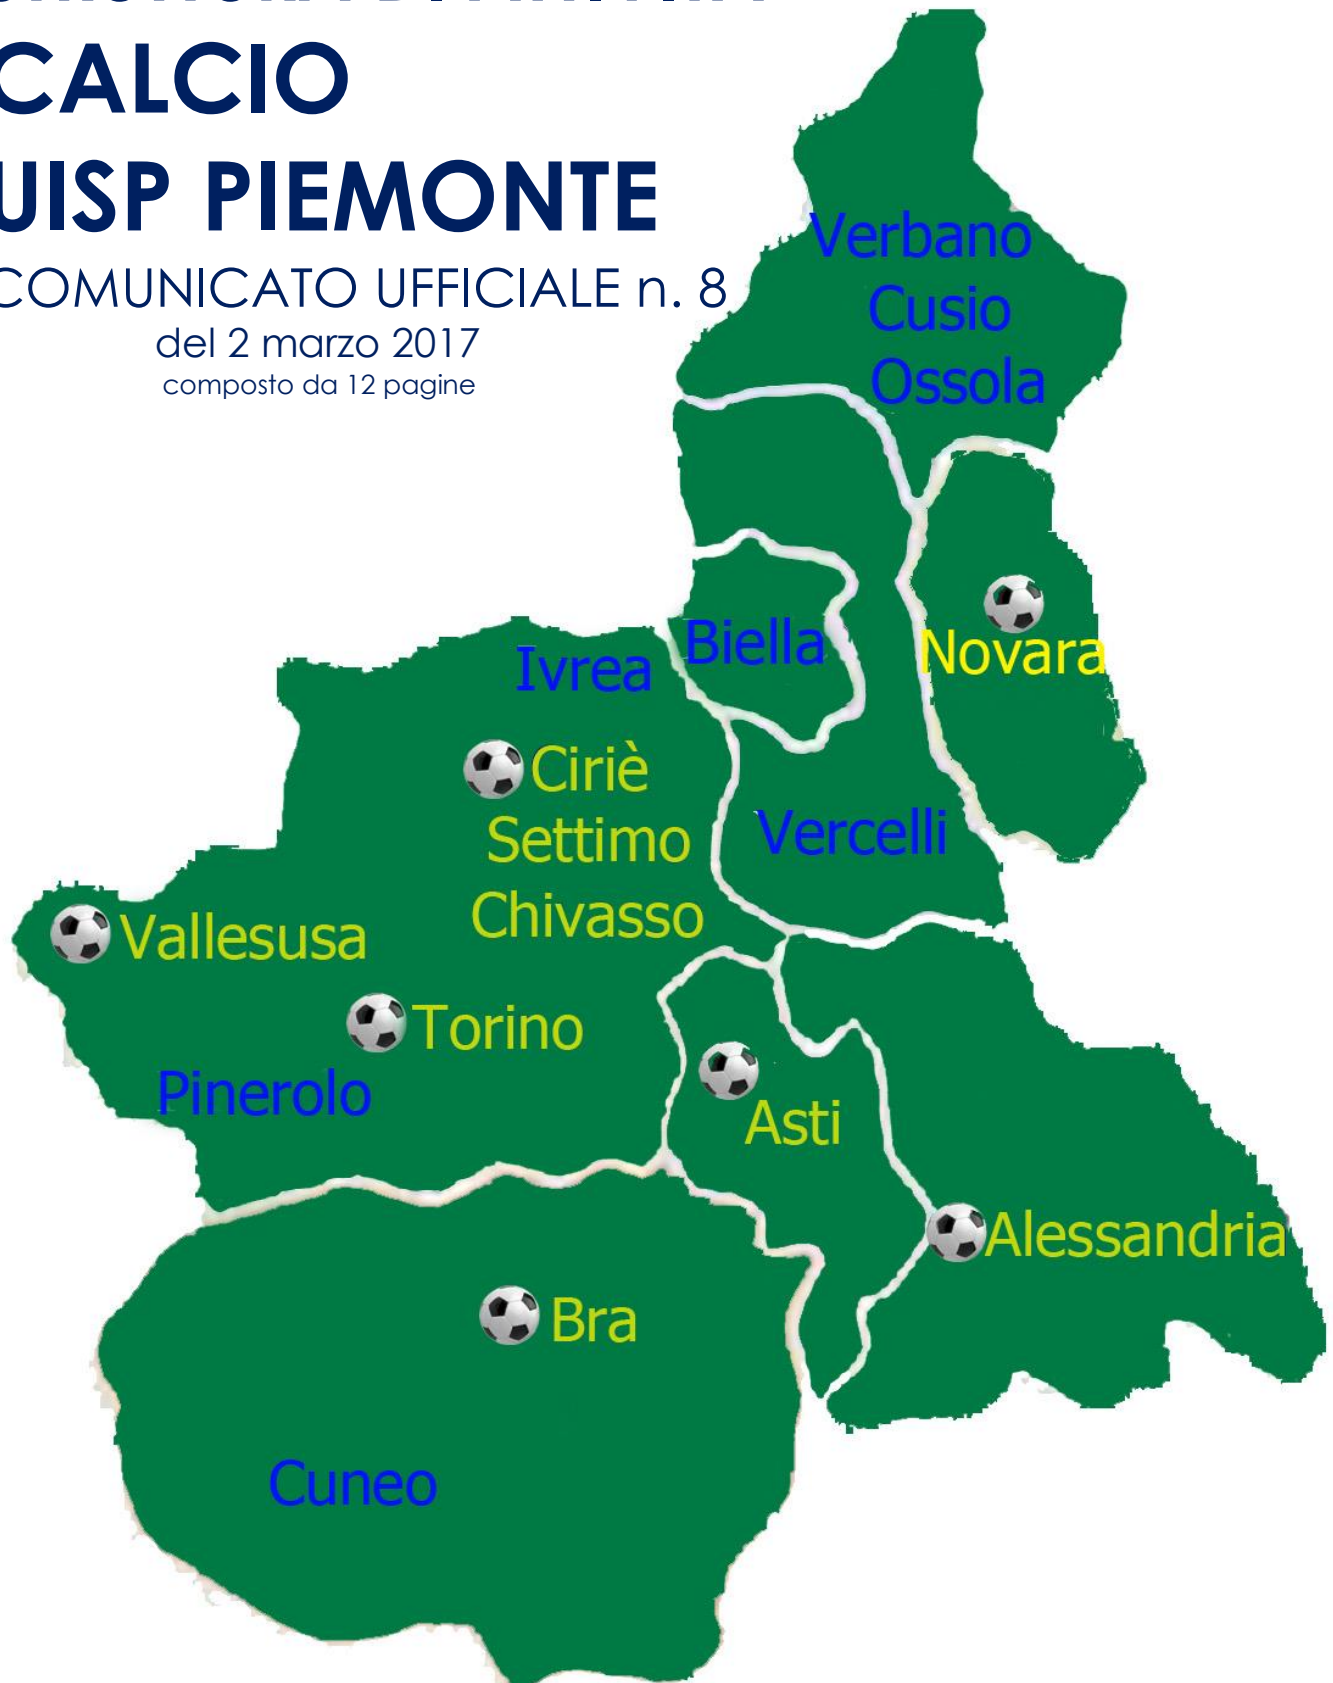 CALCIO
UISP PIEMONTE
COMUNICATO UFFICIALE n. 8
del 2 marzo 2017
composto da 12 pagine
Verbano
Cusio
Ossola
Biella
Novara
Ivrea
Ciriè
Settimo
Chivasso
Vercelli
Vallesusa
Torino
Pinerolo
Asti
Alessandria
Bra
Cuneo